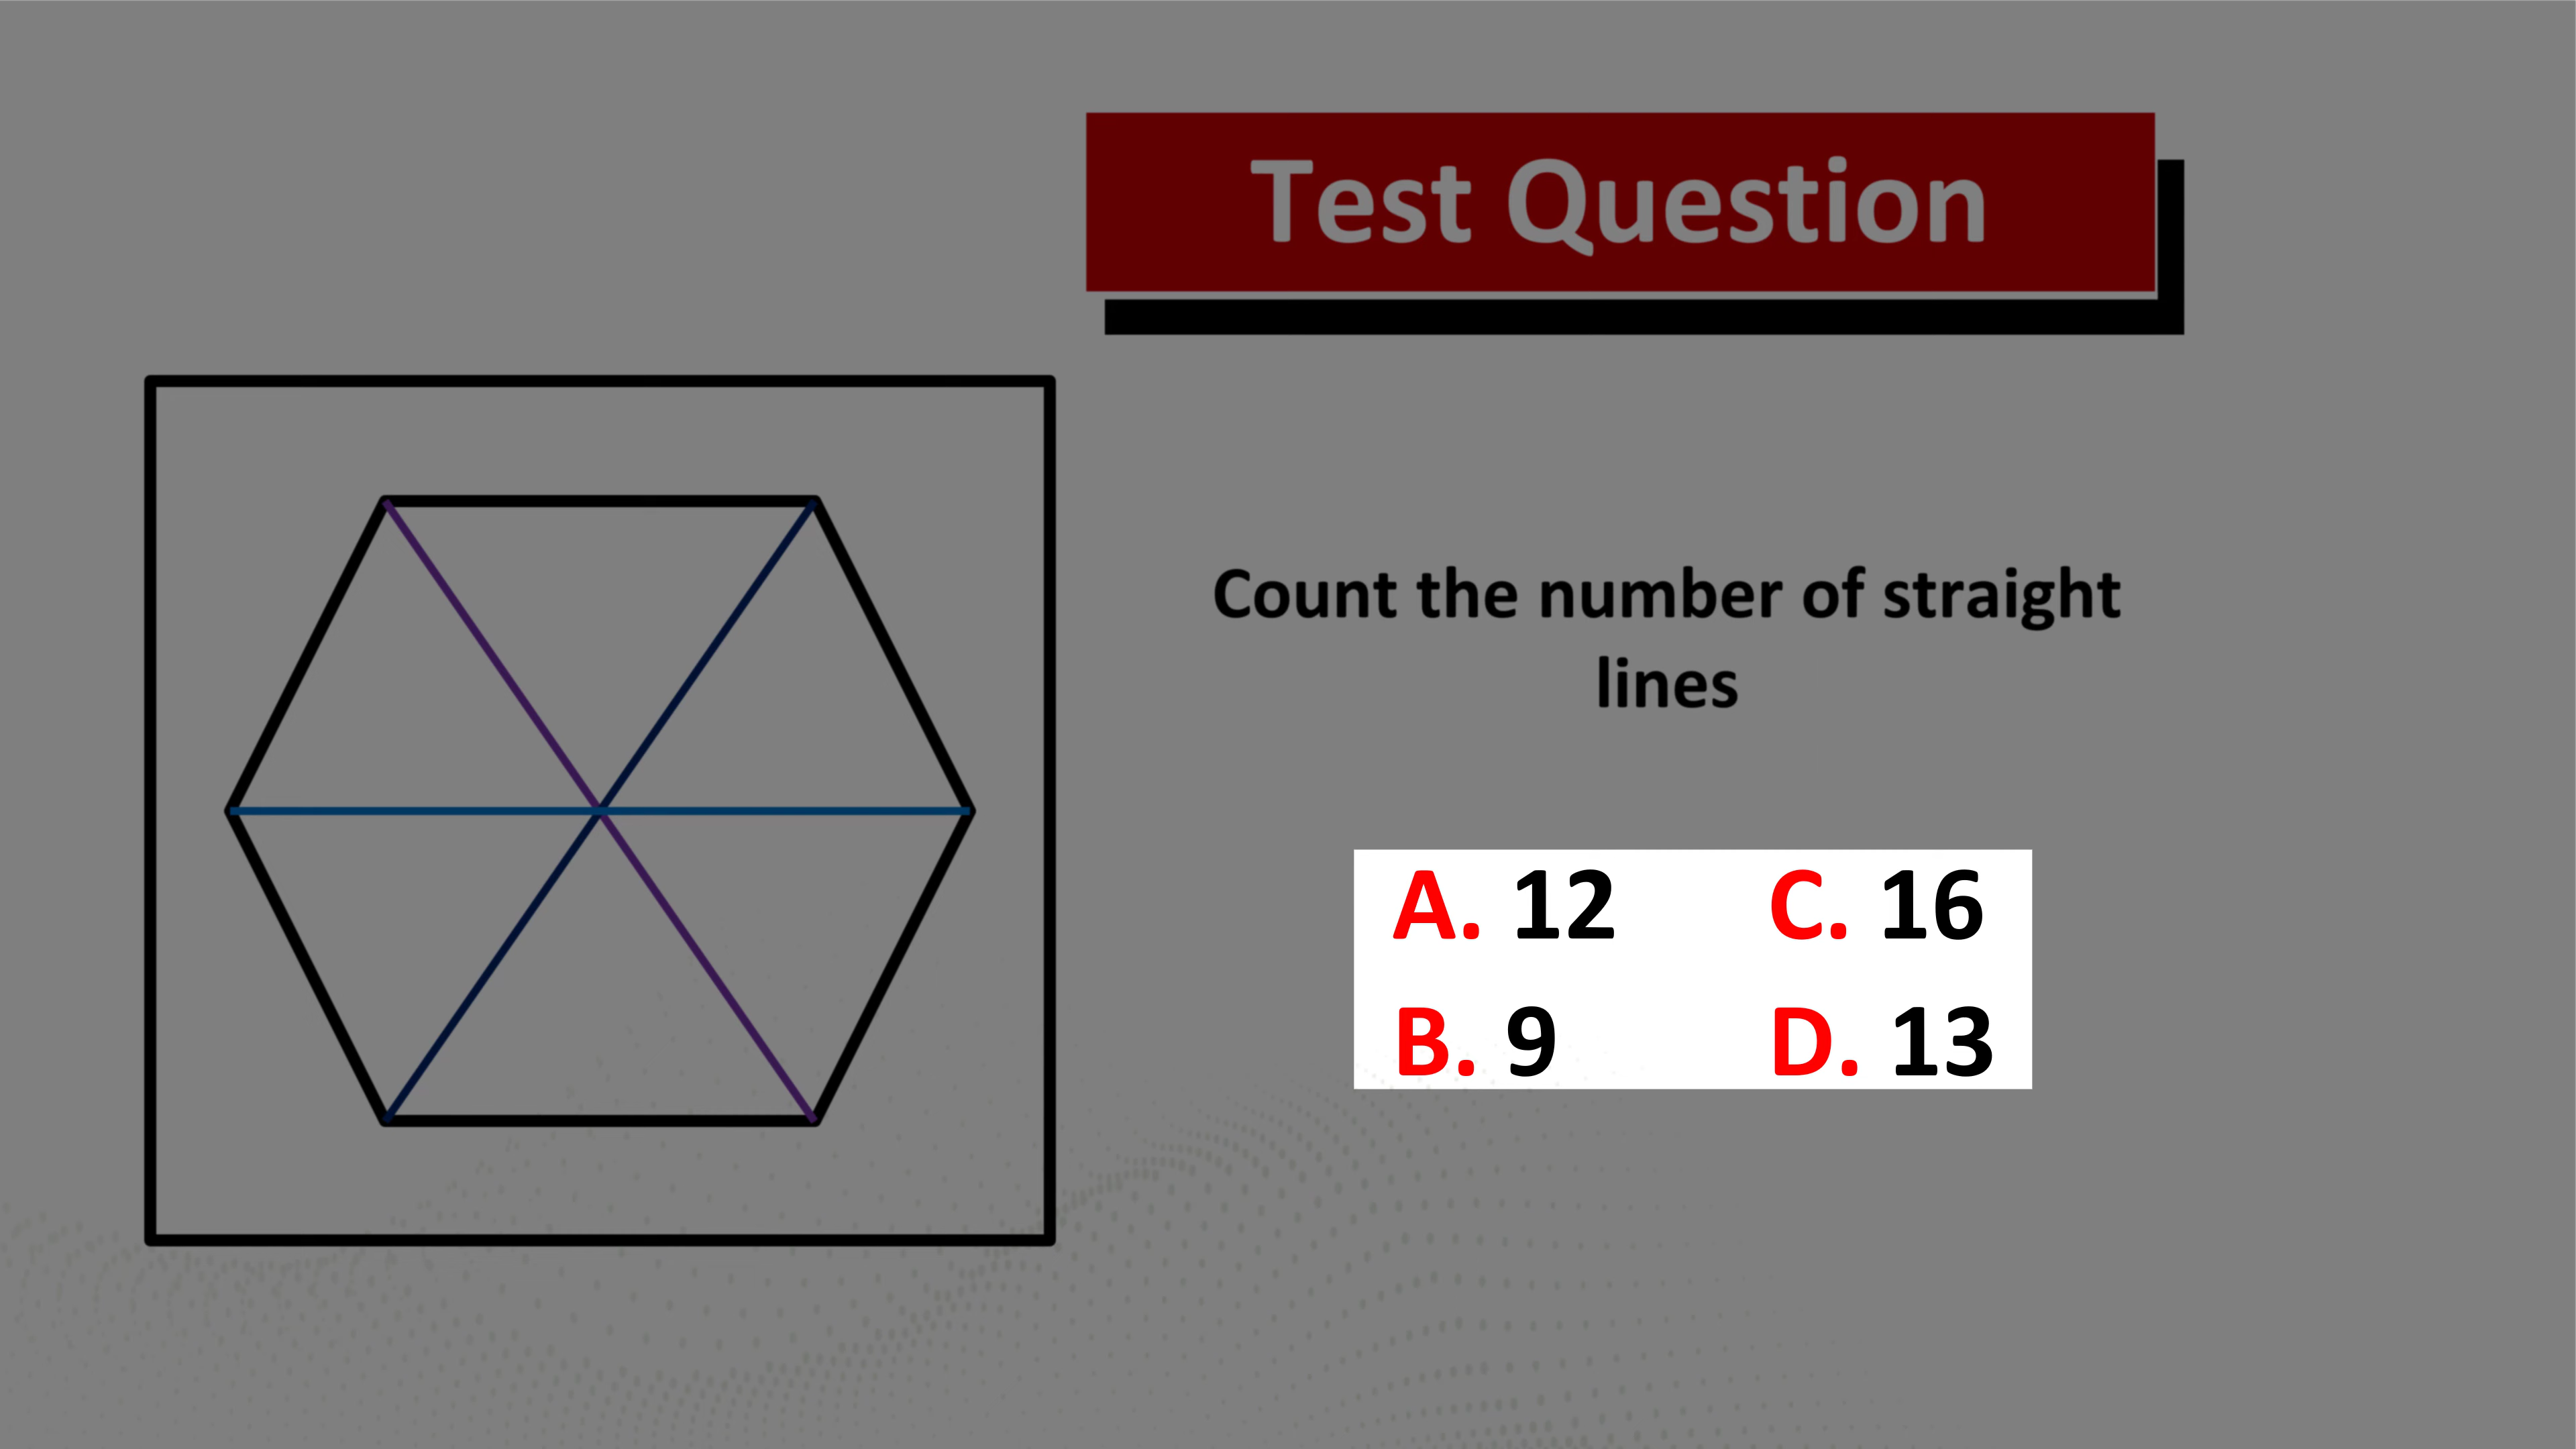 Test Question
Count the number of straight
lines
A. 12 C. 16
B. 9 D. 13